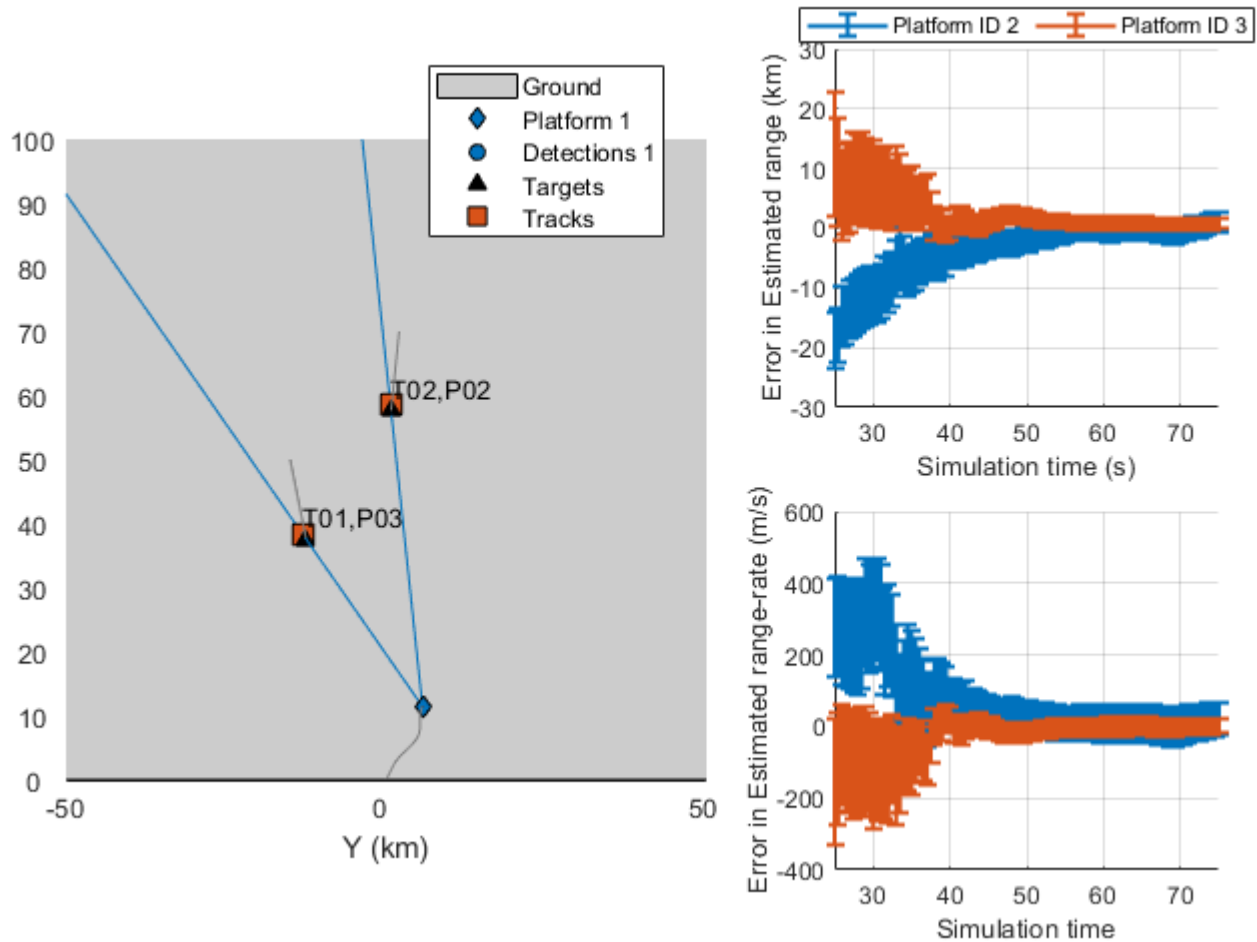 Ground
Platform 1
Detections 1
Targets
Tracks
100
90
80
70
60
50
40
30
20
10
0
T02,P02
T01,P03
-50
0
50
Y (km)
Platform ID 2
Platform ID 3
30
20
10
0
-10
-20
-30
Error in Estimated range (km)
30
40
50
60
70
Simulation time (s)
600
400
200
0
-200
-400
Error in Estimated range-rate (m/s)
30
40
50
60
70
Simulation time